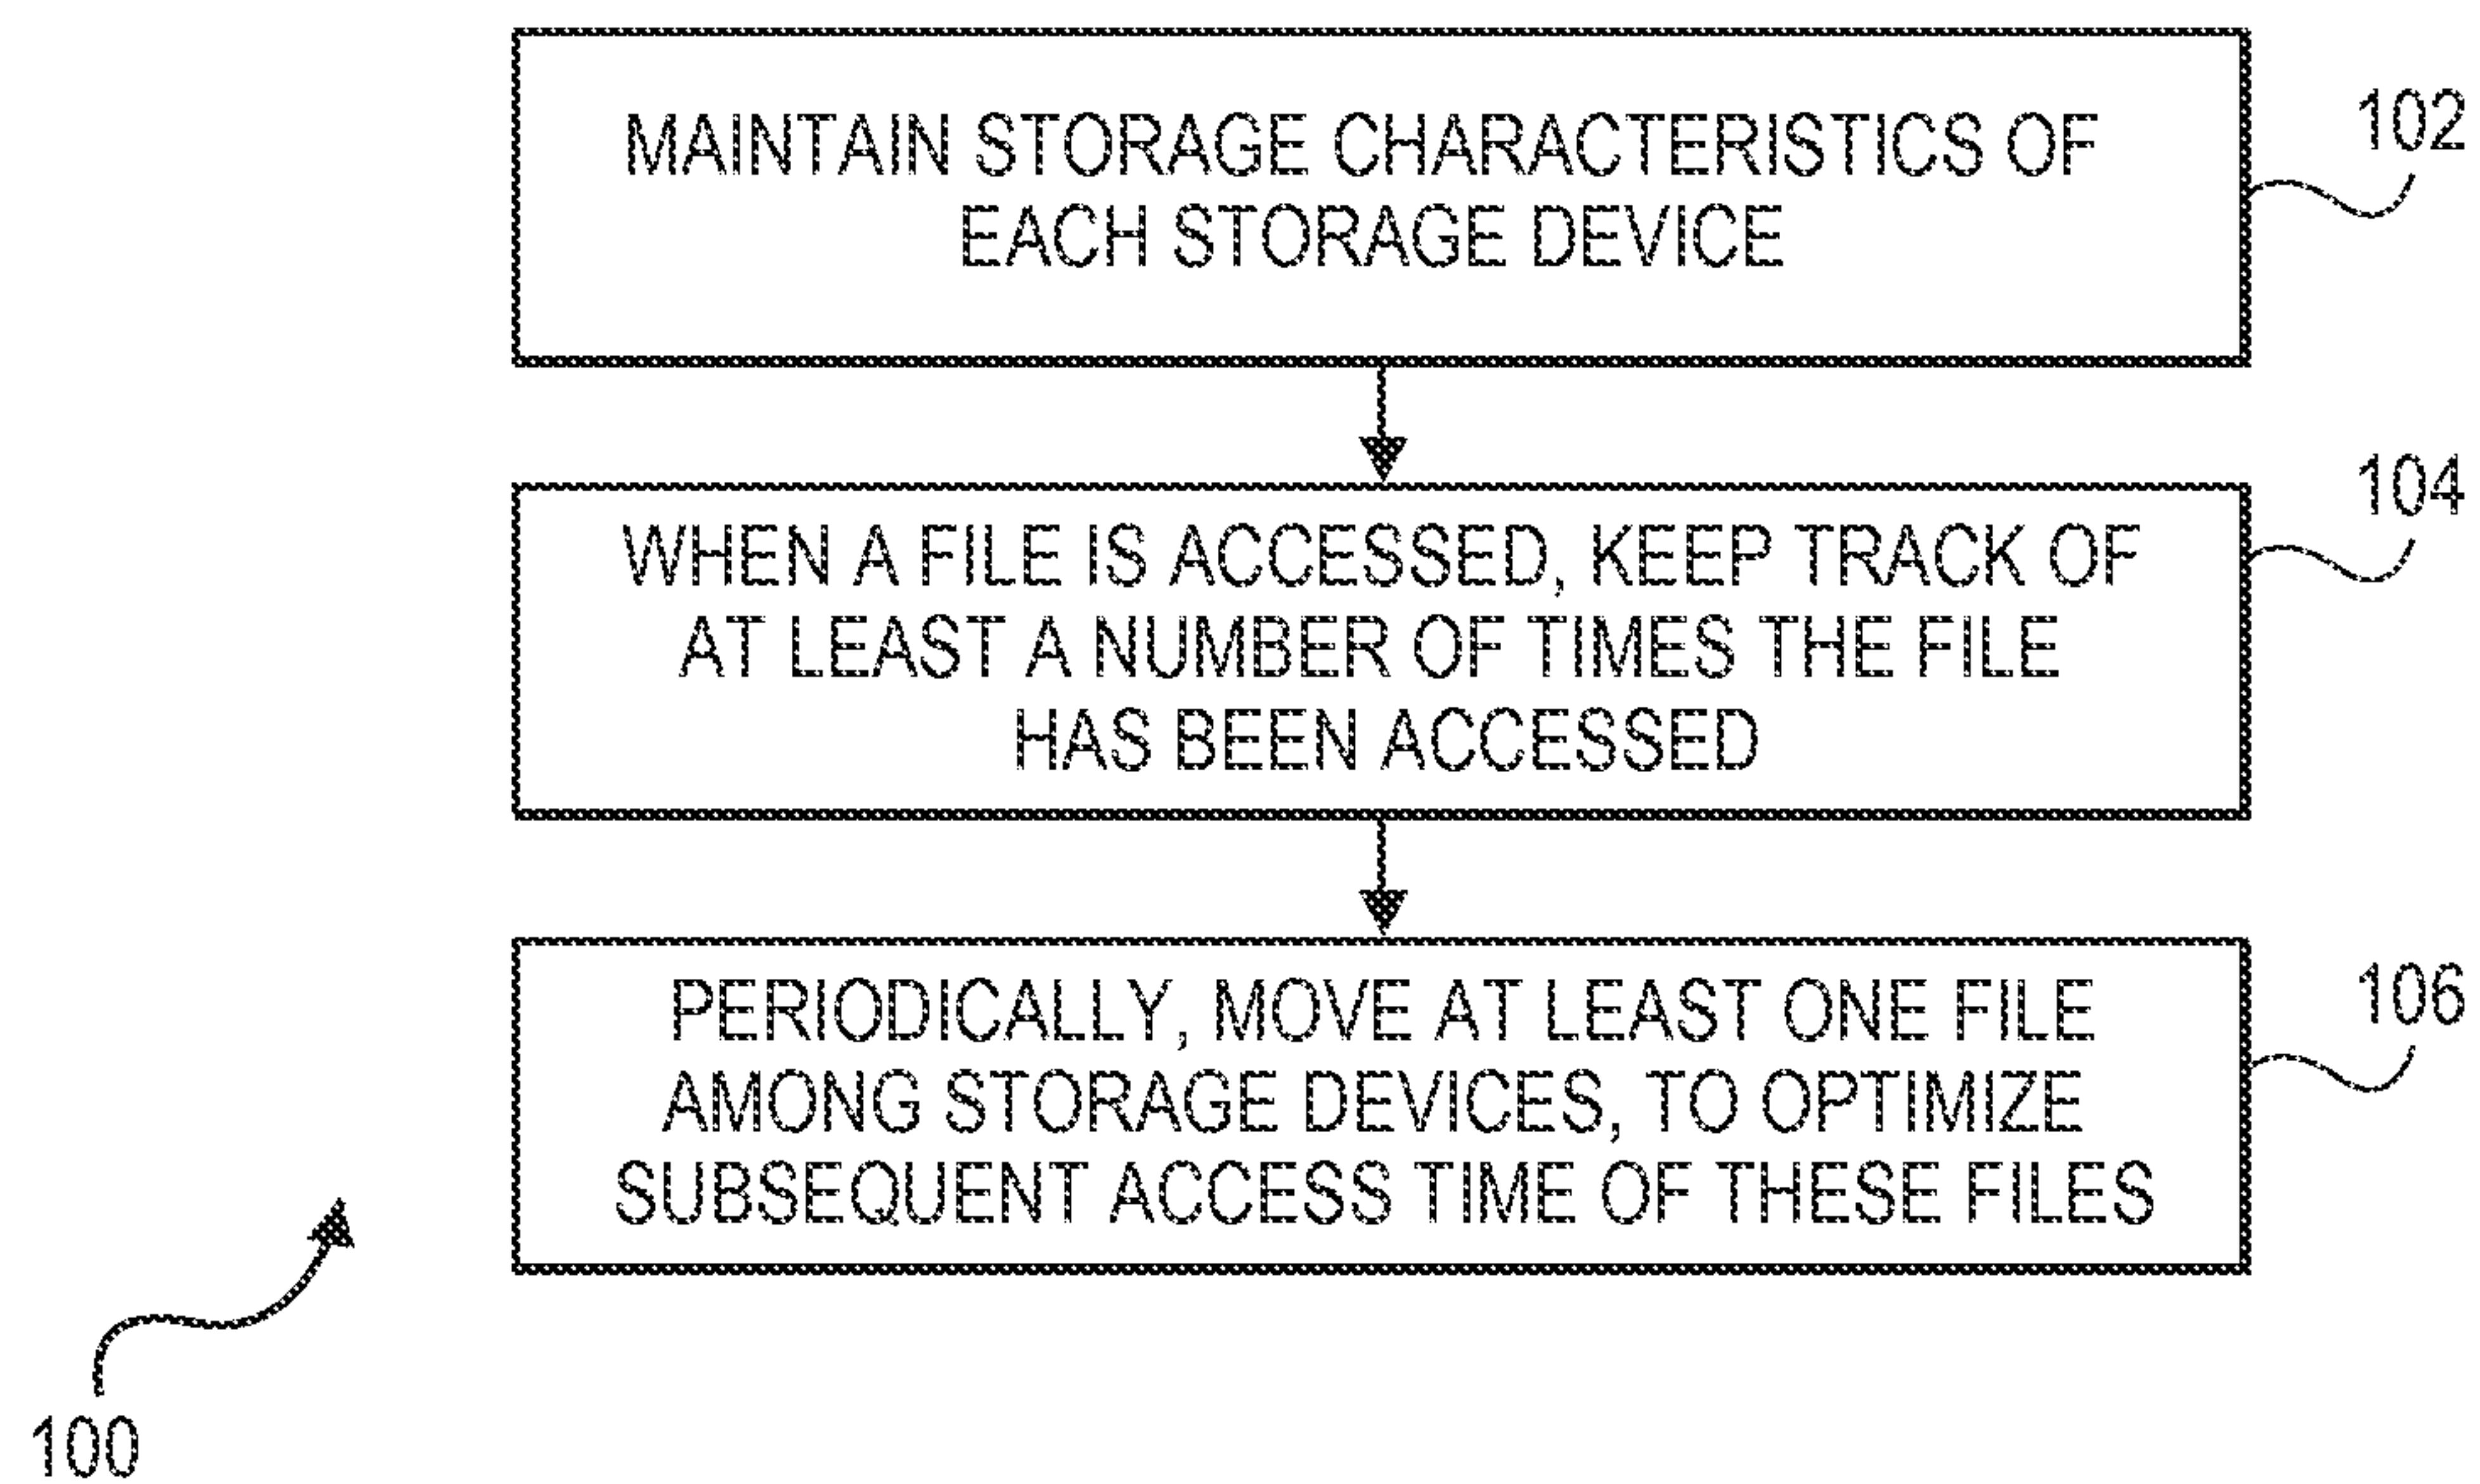 MAINTAIN STORAGE CHARACTERISTICS OF
EACH STORAGE DEVICE
102
WHEN A FILE IS ACCESSED, KEEP TRACK OF
AT LEAST A NUMBER OF TIMES THE FILE
HAS BEEN ACCESSED
104
PERIODICALLY, MOVE AT LEAST ONE FILE
AMONG STORAGE DEVICES, TO OPTIMIZE
SUBSEQUENT ACCESS TIME OF THESE FILES
106
100